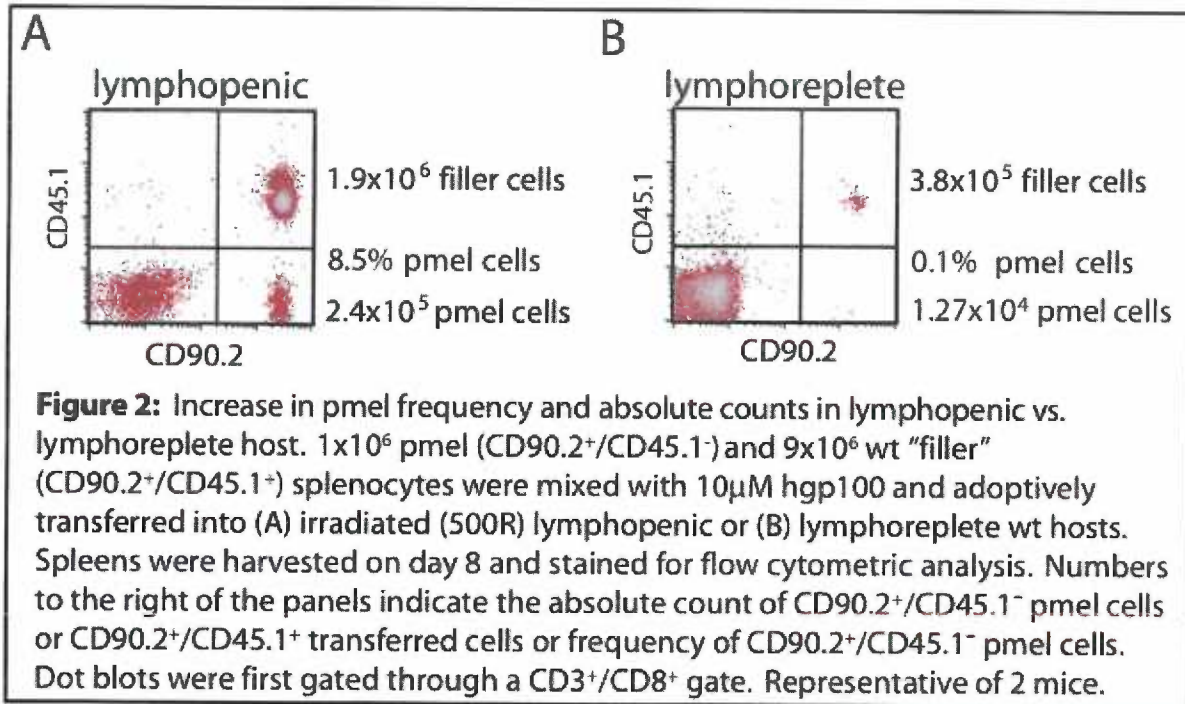 A
lymphopenic
CD45.1
CD90.2
1.9x10⁶ filler cells
8.5% pmel cells
2.4x10⁵ pmel cells
B
lymphoreplete
CD45.1
CD90.2
3.8x10⁵ filler cells
0.1% pmel cells
1.27x10⁴ pmel cells
Figure 2: Increase in pmel frequency and absolute counts in lymphopenic vs.
lymphoreplete host. 1x10⁶ pmel (CD90.2⁺/CD45.1⁻) and 9x10⁶ wt "filler"
(CD90.2⁺/CD45.1⁺) splenocytes were mixed with 10µM hgp100 and adoptively
transferred into (A) irradiated (500R) lymphopenic or (B) lymphoreplete wt hosts.
Spleens were harvested on day 8 and stained for flow cytometric analysis. Numbers
to the right of the panels indicate the absolute count of CD90.2⁺/CD45.1⁻ pmel cells
or CD90.2⁺/CD45.1⁺ transferred cells or frequency of CD90.2⁺/CD45.1⁻ pmel cells.
Dot blots were first gated through a CD3⁺/CD8⁺ gate. Representative of 2 mice.